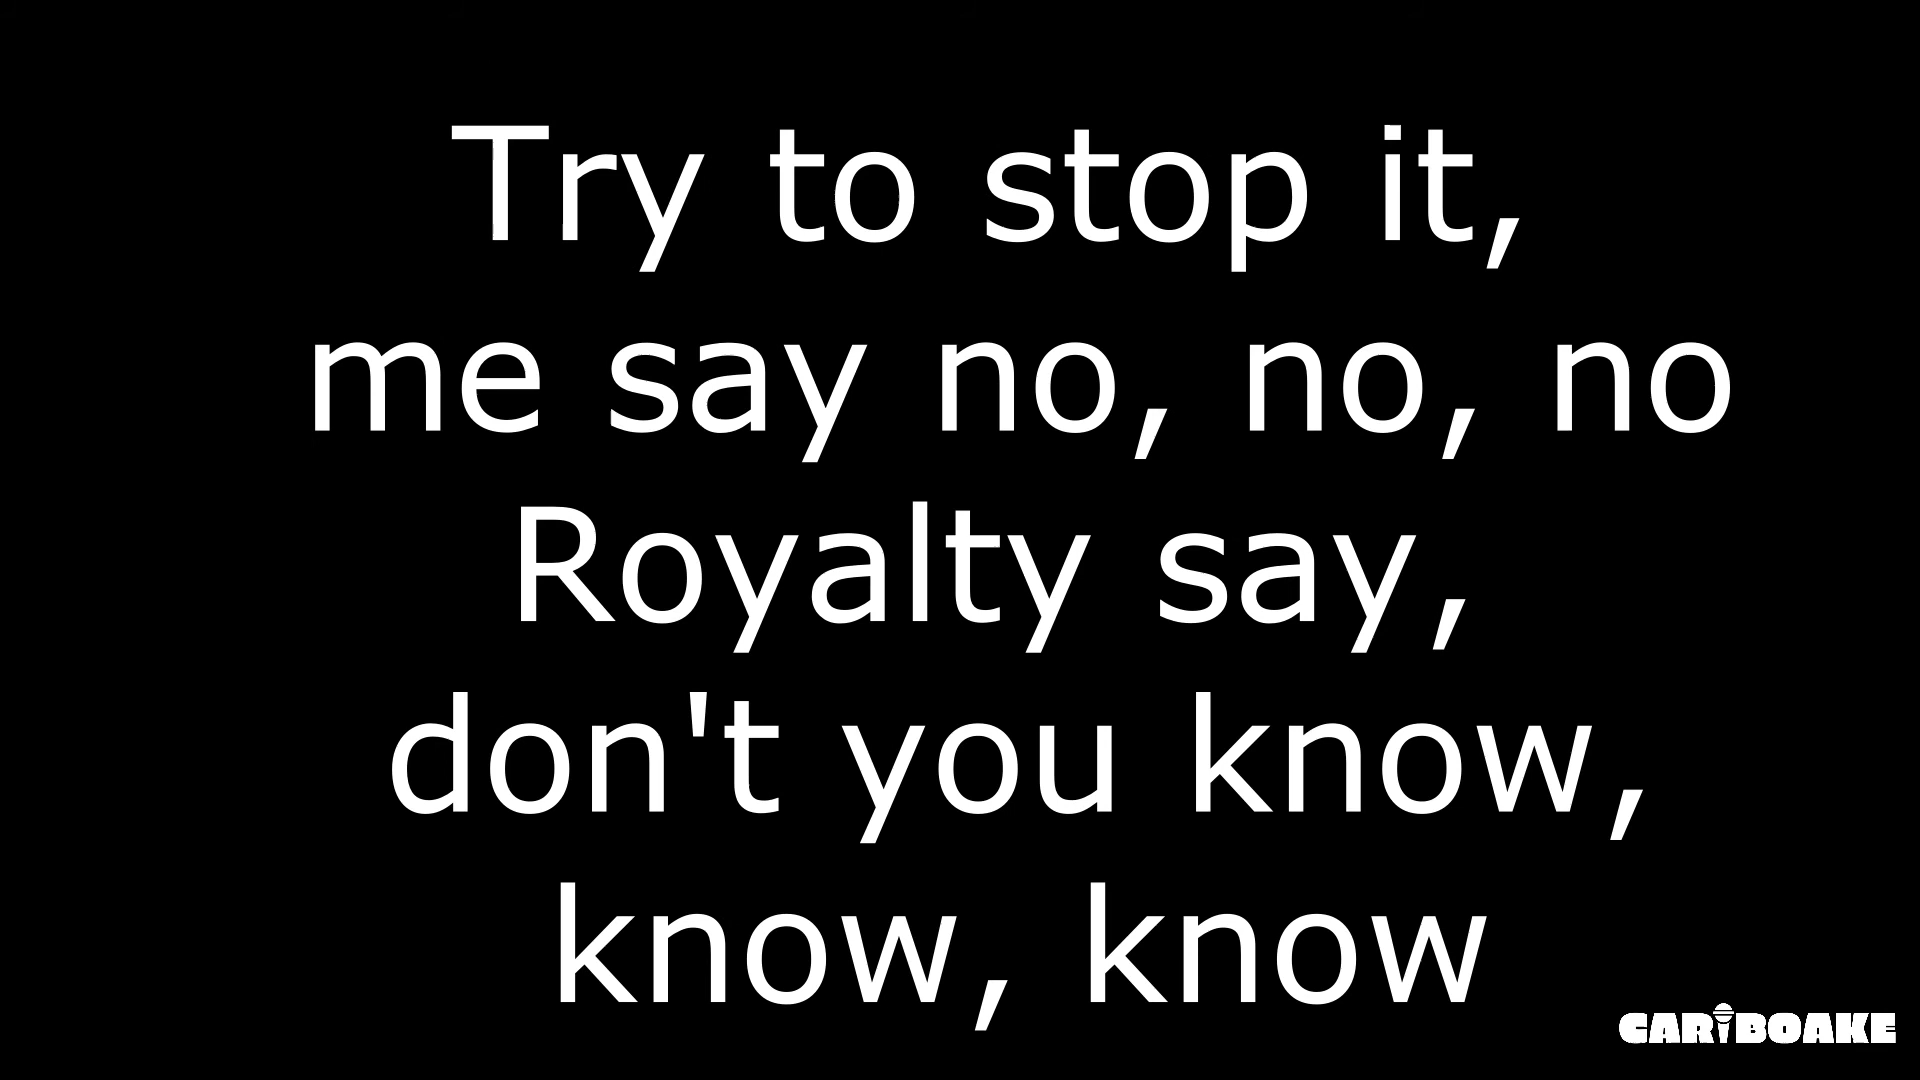 Try to stop it,
me say no, no, no
Royalty say,
don't you know,
know, know
CARIBOAKE